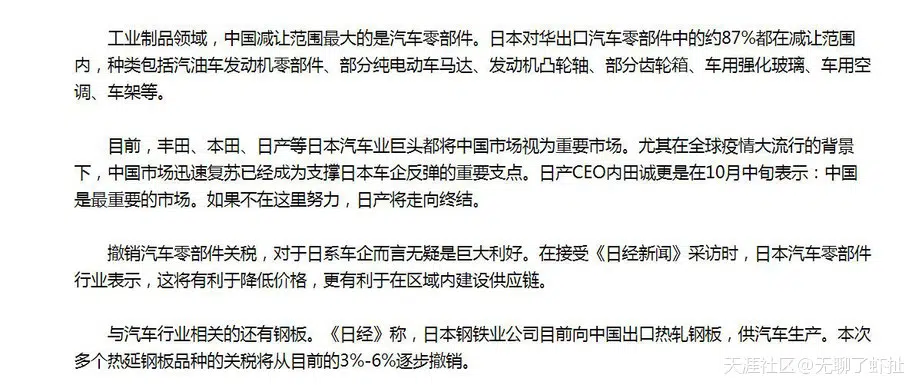 工业制品领域，中国减让范围最大的是汽车零部件。日本对华出口汽车零部件中的约87%都在减让范围
内，种类包括汽油车发动机零部件、部分纯电动车马达、发动机凸轮轴、部分齿轮箱、车用强化玻璃、车用空
调、车架等。
目前，丰田、本田、日产等日本汽车业巨头都将中国市场视为重要市场。尤其在全球疫情大流行的背景
下，中国市场迅速复苏已经成为支撑日本车企反弹的重要支点。日产CEO内田诚更是在10月中旬表示：中国
是最重要的市场。如果不在这里努力，日产将走向终结。
撤销汽车零部件关税，对于日系车企而言无疑是巨大利好。在接受《日经新闻》采访时，日本汽车零部件
行业表示，这将有利于降低价格，更有利于在区域内建设供应链。
与汽车行业相关的还有钢板。《日经》称，日本钢铁业公司目前向中国出口热轧钢板，供汽车生产。本次
多个热延钢板品种的关税将从目前的3%-6%逐步撤销。
天涯社区@无聊了虾扯